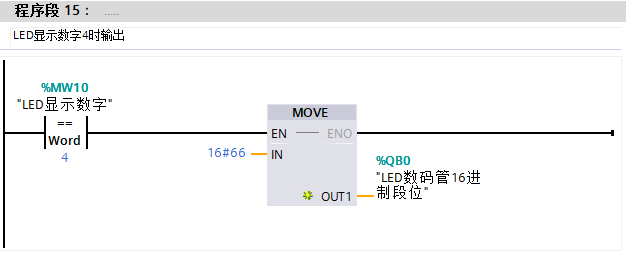 程序段 15： .....
LED显示数字4时输出
%MW10
"LED显示数字"
==
Word
4
MOVE
EN ENO
16#66 IN
%QB0
"LED数码管16进
制段位"
OUT1